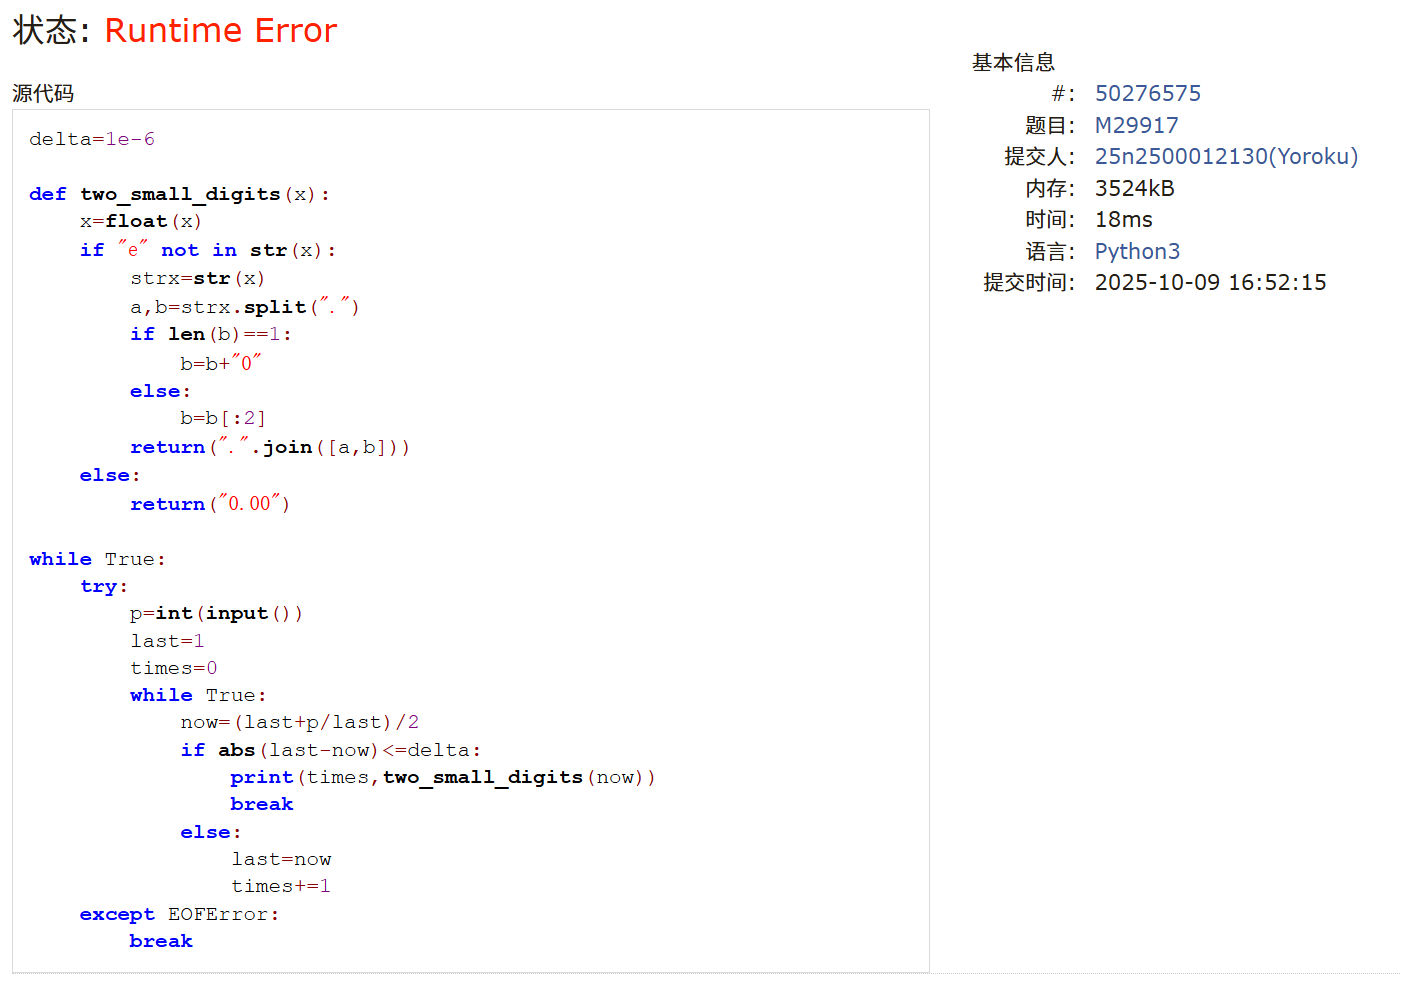 状态: Runtime Error
源代码
delta=1e-6
def two_small_digits(x):
    x=float(x)
    if "e" not in str(x):
        strx=str(x)
        a,b=strx.split(".")
        if len(b)==1:
            b=b+"0"
        else:
            b=b[:2]
        return(".".join([a,b]))
    else:
        return("0.00")
while True:
    try:
        p=int(input())
        last=1
        times=0
        while True:
            now=(last+p/last)/2
            if abs(last-now)<=delta:
                print(times,two_small_digits(now))
                break
            else:
                last=now
                times+=1
    except EOFError:
        break
基本信息
#: 50276575
题目: M29917
提交人: 25n2500012130(Yoroku)
内存: 3524kB
时间: 18ms
语言: Python3
提交时间: 2025-10-09 16:52:15